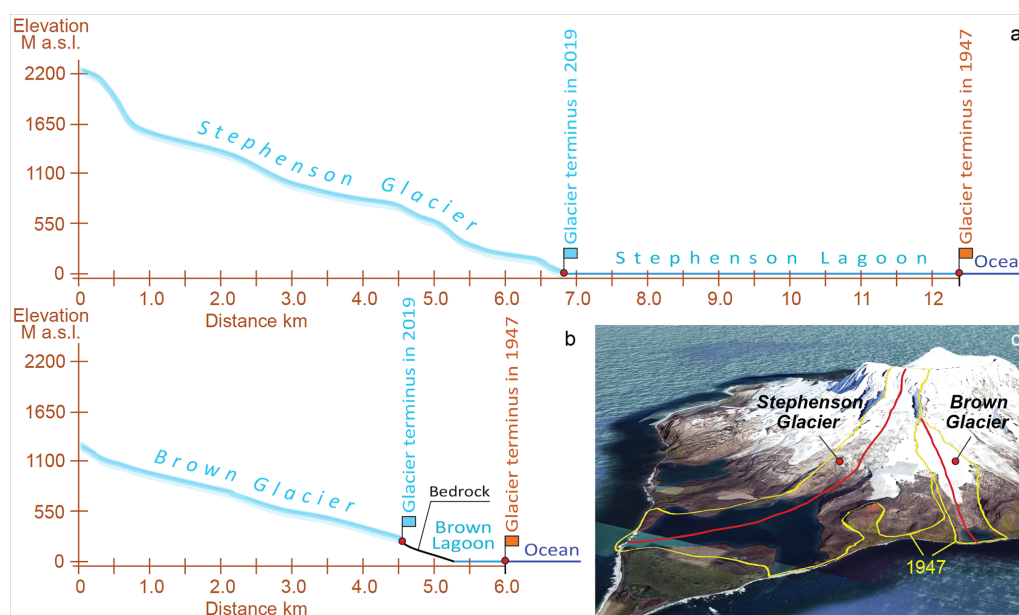 Elevation
M a.s.l.
a
2200
1650
1100
550
0
Stephenson Glacier
Glacier terminus in 2019
Glacier terminus in 1947
Stephenson Lagoon
Ocea
0 1.0 2.0 3.0 4.0 5.0 6.0 7.0 8.0 9.0 10 11 12
Distance km
Elevation
M a.s.l.
b
2200
1650
1100
550
0
Brown Glacier
Glacier terminus in 2019
Glacier terminus in 1947
Bedrock
Brown
Lagoon
Ocean
0 1.0 2.0 3.0 4.0 5.0 6.0
Distance km
Stephenson
Glacier
Brown
Glacier
1947